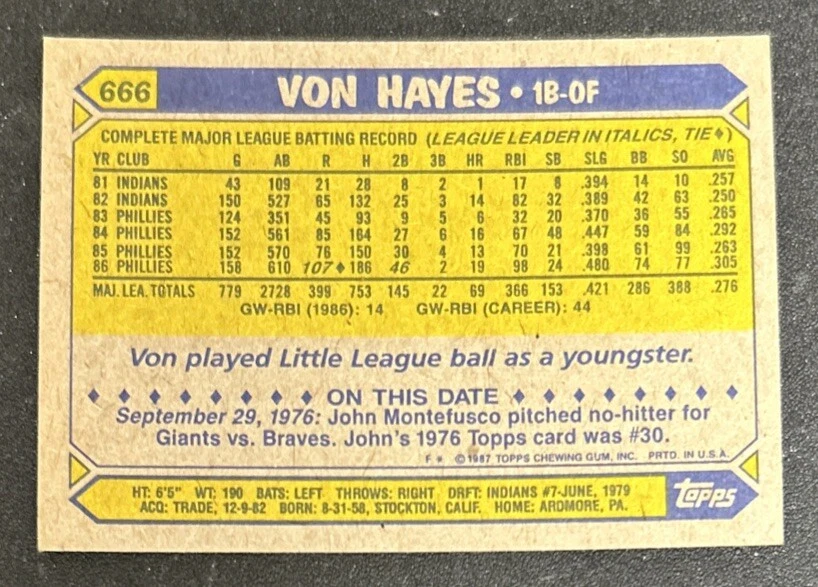 666 VON HAYES • 1B-OF
COMPLETE MAJOR LEAGUE BATTING RECORD (LEAGUE LEADER IN ITALICS, TIE♦)
YR CLUB G AB R H 2B 3B HR RBI SB SLG BB SO AVG
81 INDIANS 43 109 21 28 8 2 1 17 8 .394 14 10 .257
82 INDIANS 150 527 65 132 25 3 14 82 32 .389 42 63 .250
83 PHILLIES 124 351 45 93 9 5 6 32 20 .370 36 55 .265
84 PHILLIES 152 561 85 164 27 6 16 67 48 .447 59 84 .292
85 PHILLIES 152 570 76 150 30 4 13 70 21 .398 61 99 .263
86 PHILLIES 158 610 107♦ 186 46 2 19 98 24 .480 74 77 .305
MAJ. LEA. TOTALS 779 2728 399 753 145 22 69 366 153 .421 286 388 .276
GW-RBI (1986): 14 GW-RBI (CAREER): 44
Von played Little League ball as a youngster.
♦ ♦ ♦ ♦ ♦ ♦ ♦ ♦ ON THIS DATE ♦ ♦ ♦ ♦ ♦ ♦ ♦ ♦
September 29, 1976: John Montefusco pitched no-hitter for
Giants vs. Braves. John's 1976 Topps card was #30.
F * ©1987 TOPPS CHEWING GUM, INC. PRTD. IN U.S.A.
HT: 6'5" WT: 190 BATS: LEFT THROWS: RIGHT DRFT: INDIANS #7-JUNE, 1979
ACQ: TRADE, 12-9-82 BORN: 8-31-58, STOCKTON, CALIF. HOME: ARDMORE, PA.
topps